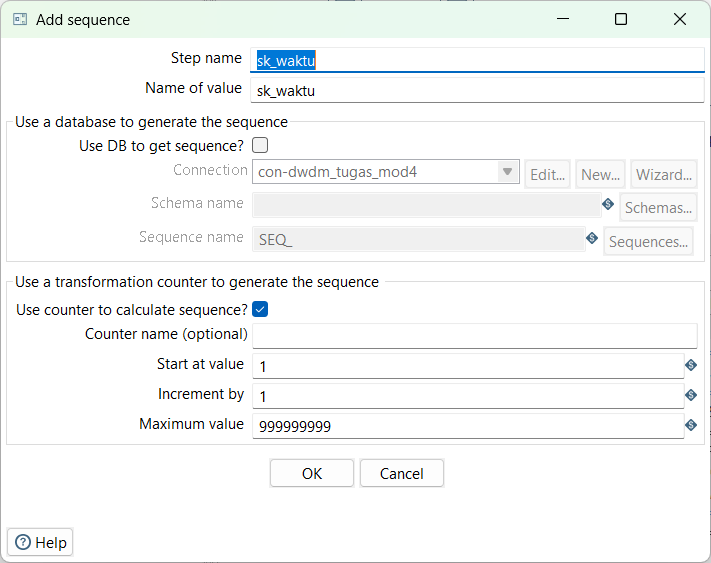 Add sequence
Step name sk_waktu
Name of value sk_waktu
Use a database to generate the sequence
Use DB to get sequence?
Connection con-dwdm_tugas_mod4 Edit... New... Wizard...
Schema name Schemas...
Sequence name SEQ_ Sequences...
Use a transformation counter to generate the sequence
Use counter to calculate sequence?
Counter name (optional)
Start at value 1
Increment by 1
Maximum value 999999999
OK Cancel
Help